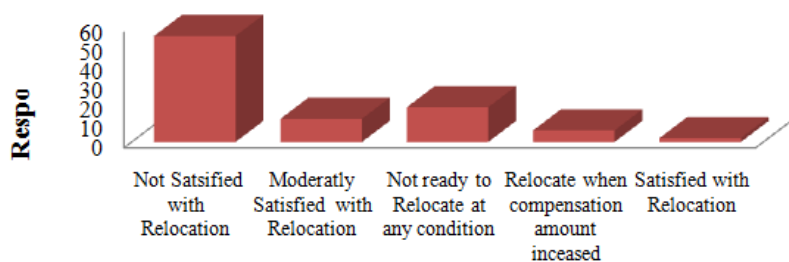 60
50
40
30
20
10
0
Respo
Not Satsified
with
Relocation
Moderatly
Satisfied with
Relocation
Not ready to
Relocate at
any condition
Relocate when
compensation
amount
inceased
Satisfied with
Relocation